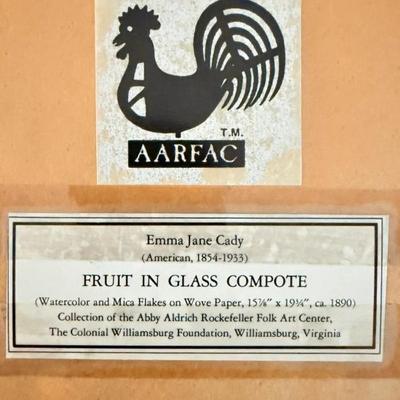 T.M.
AARFAC
Emma Jane Cady
(American, 1854-1933)
FRUIT IN GLASS COMPOTE
(Watercolor and Mica Flakes on Wove Paper, 15⅞" x 19¾", ca. 1890)
Collection of the Abby Aldrich Rockefeller Folk Art Center,
The Colonial Williamsburg Foundation, Williamsburg, Virginia